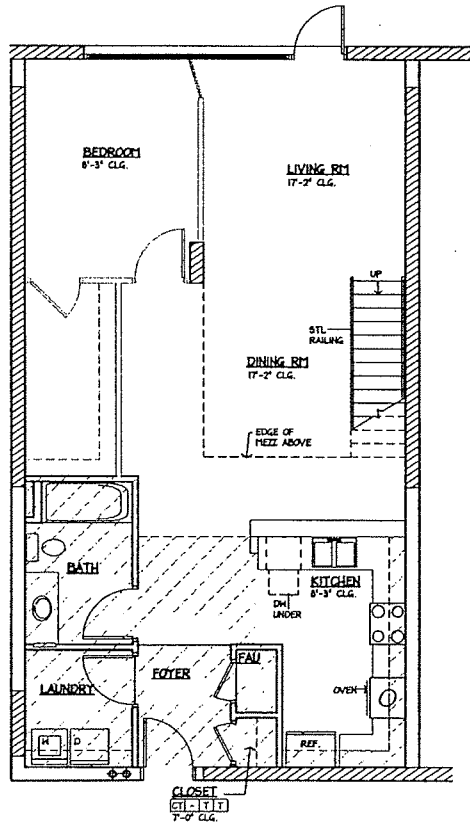 BEDROOM
8'-3" CLG.
LIVING RM
17'-2" CLG.
UP
STL
RAILING
DINING RM
17'-2" CLG.
EDGE OF
MEZZ ABOVE
BATH
KITCHEN
8'-3" CLG.
DW
UNDER
FAU
FOYER
LAUNDRY
OVEN
W
D
REF.
CLOSET
CT - T T
7'-0" CLG.